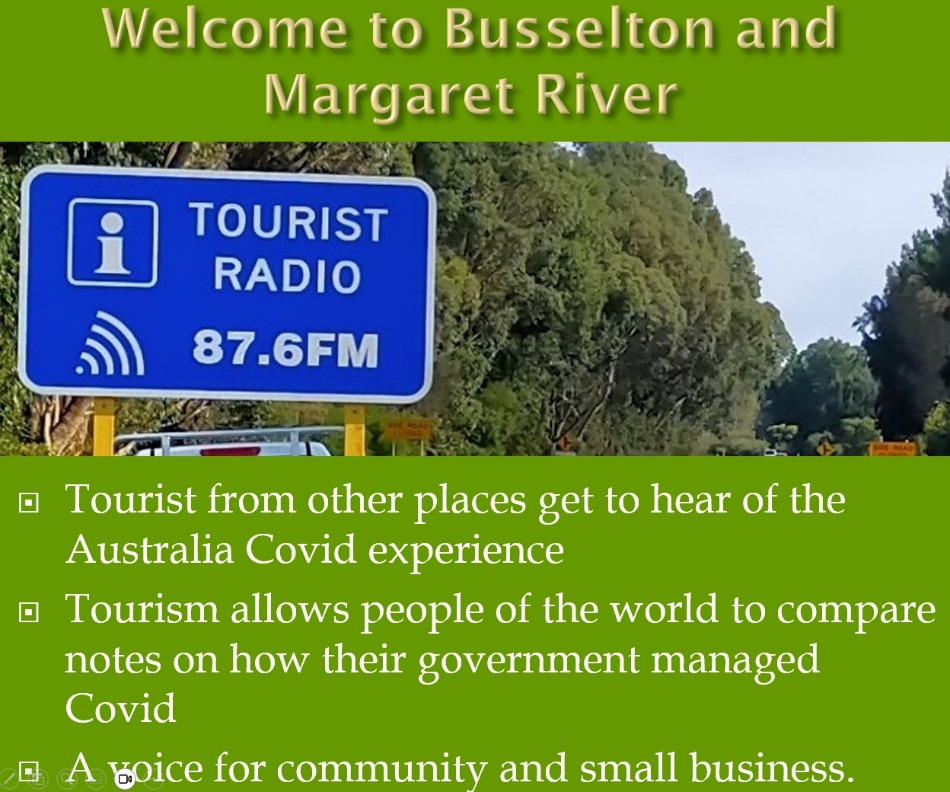 Welcome to Busselton and
Margaret River
TOURIST
RADIO
87.6FM
Tourist from other places get to hear of the
Australia Covid experience
Tourism allows people of the world to compare
notes on how their government managed
Covid
A voice for community and small business.